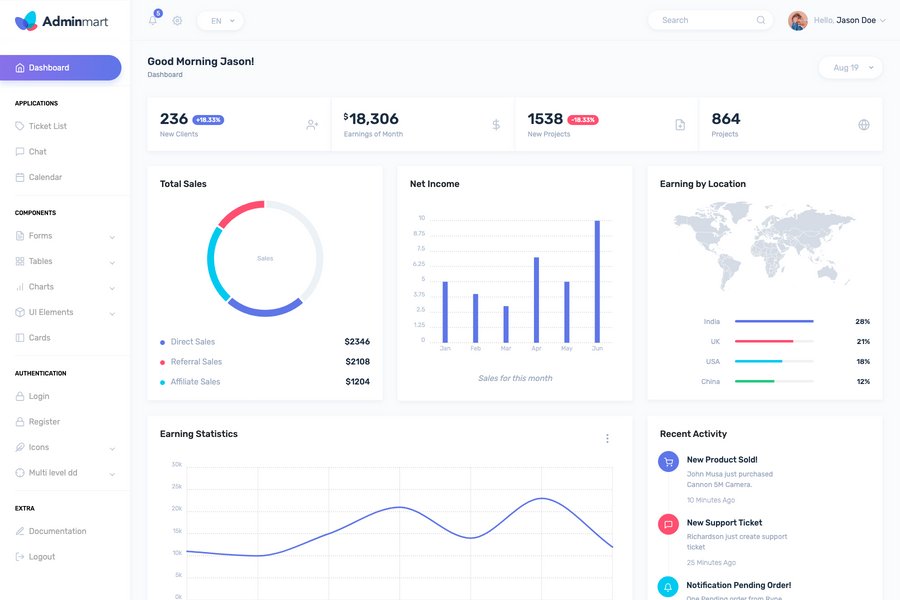 Adminmart
5
EN
Search
Hello, Jason Doe
Dashboard
APPLICATIONS
Ticket List
Chat
Calendar
COMPONENTS
Forms
Tables
Charts
UI Elements
Cards
AUTHENTICATION
Login
Register
Icons
Multi level dd
EXTRA
Documentation
Logout
Good Morning Jason!
Dashboard
Aug 19
236 +18.33%
New Clients
$18,306
Earnings of Month
1538 -18.33%
New Projects
864
Projects
Total Sales
Sales
Direct Sales $2346
Referral Sales $2108
Affiliate Sales $1204
Net Income
10
8.75
7.5
6.25
5
3.75
2.5
1.25
0
Jan Feb Mar Apr May Jun
Sales for this month
Earning by Location
India 28%
UK 21%
USA 18%
China 12%
Earning Statistics
30k
25k
20k
15k
10k
5k
0k
Recent Activity
New Product Sold!
John Musa just purchased
Cannon 5M Camera.
10 Minutes Ago
New Support Ticket
Richardson just create support
ticket
25 Minutes Ago
Notification Pending Order!
One Pending order from Ryne